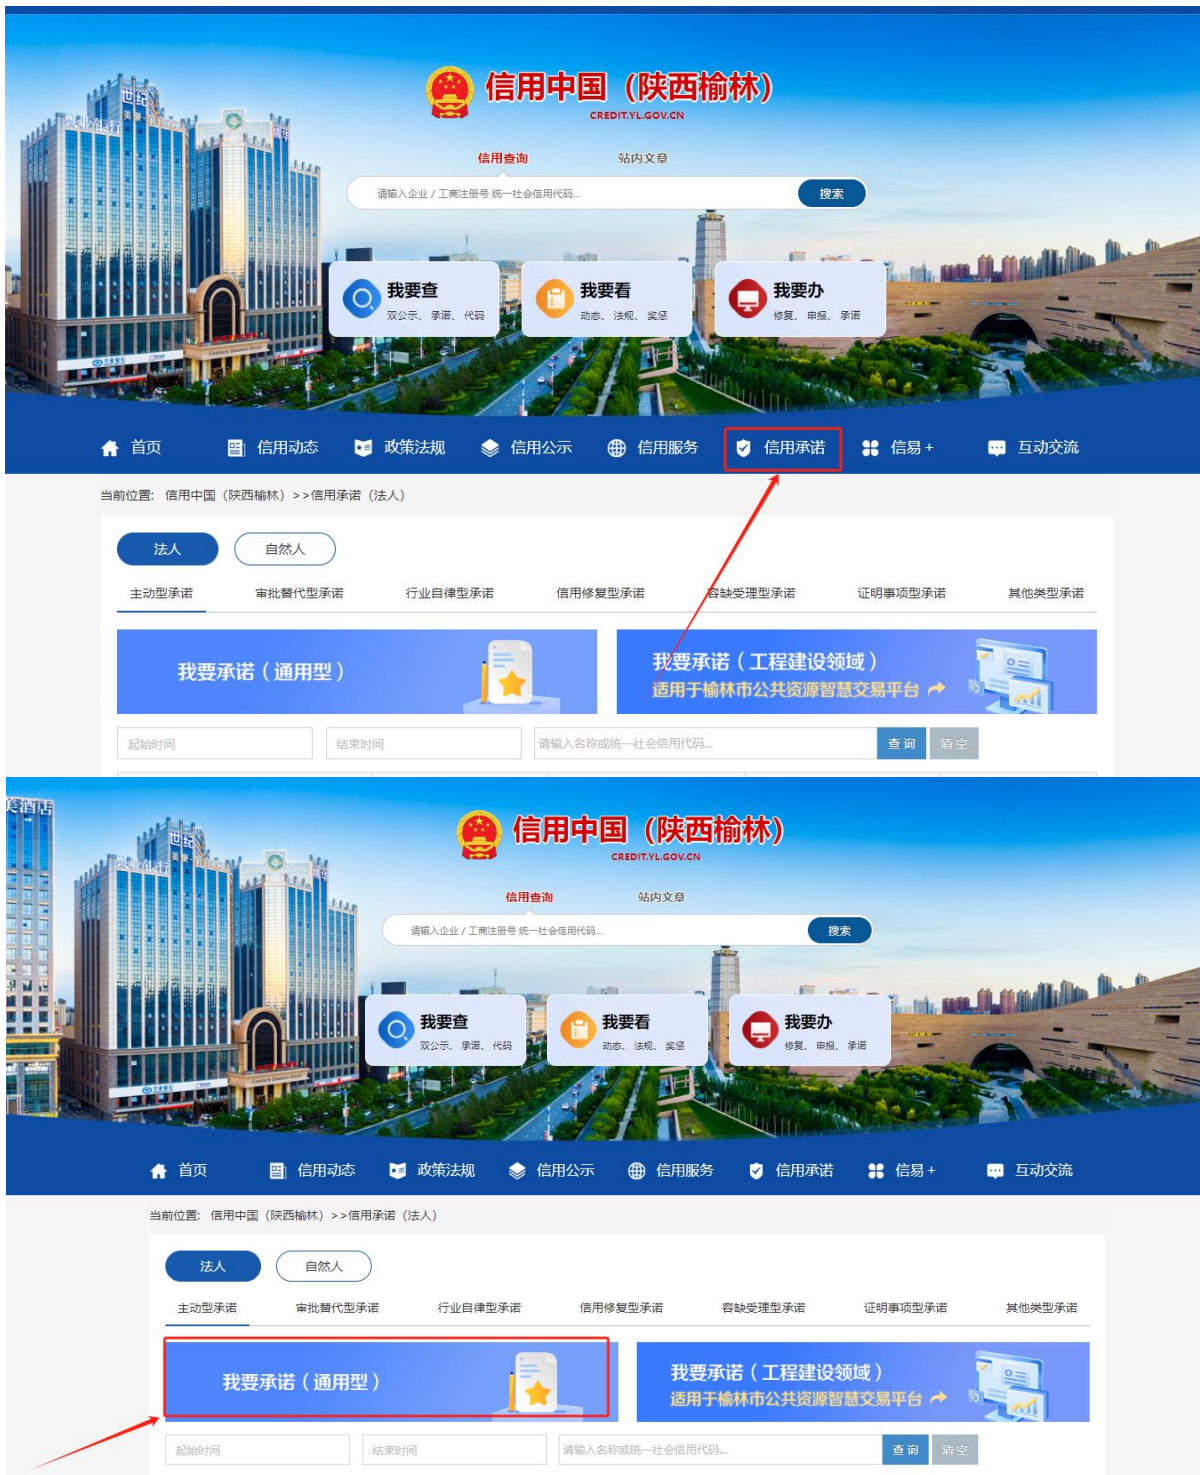 信用中国（陕西榆林）
CREDIT.YL.GOV.CN
信用查询 站内文章
请输入企业 / 工商注册号 统一社会信用代码... 搜索
我要查 我要看 我要办
双公示、承诺、代码 动态、法规、奖惩 修复、申报、承诺
首页 信用动态 政策法规 信用公示 信用服务 信用承诺 信易+ 互动交流
当前位置: 信用中国（陕西榆林）>>信用承诺（法人）
法人 自然人
主动型承诺 审批替代型承诺 行业自律型承诺 信用修复型承诺 容缺受理型承诺 证明事项型承诺 其他类型承诺
我要承诺（通用型） 我要承诺（工程建设领域）
适用于榆林市公共资源智慧交易平台
起始时间 结束时间 请输入名称或统一社会信用代码... 查询 清空
信用中国（陕西榆林）
CREDIT.YL.GOV.CN
信用查询 站内文章
请输入企业 / 工商注册号 统一社会信用代码... 搜索
我要查 我要看 我要办
双公示、承诺、代码 动态、法规、奖惩 修复、申报、承诺
首页 信用动态 政策法规 信用公示 信用服务 信用承诺 信易+ 互动交流
当前位置: 信用中国（陕西榆林）>>信用承诺（法人）
法人 自然人
主动型承诺 审批替代型承诺 行业自律型承诺 信用修复型承诺 容缺受理型承诺 证明事项型承诺 其他类型承诺
我要承诺（通用型） 我要承诺（工程建设领域）
适用于榆林市公共资源智慧交易平台
起始时间 结束时间 请输入名称或统一社会信用代码... 查询 清空